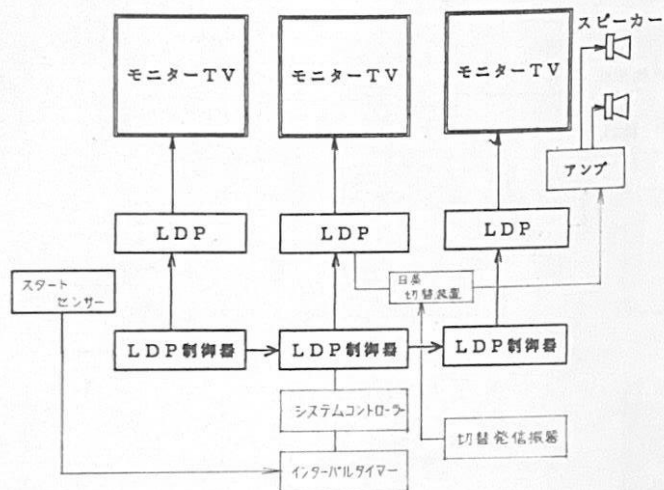 スピーカー
モニターTV
モニターTV
モニターTV
アンプ
LDP
LDP
LDP
スタート
センサー
日英
切替装置
LDP制御器
LDP制御器
LDP制御器
システムコントローラ
切替発信振器
インターバルタイマー